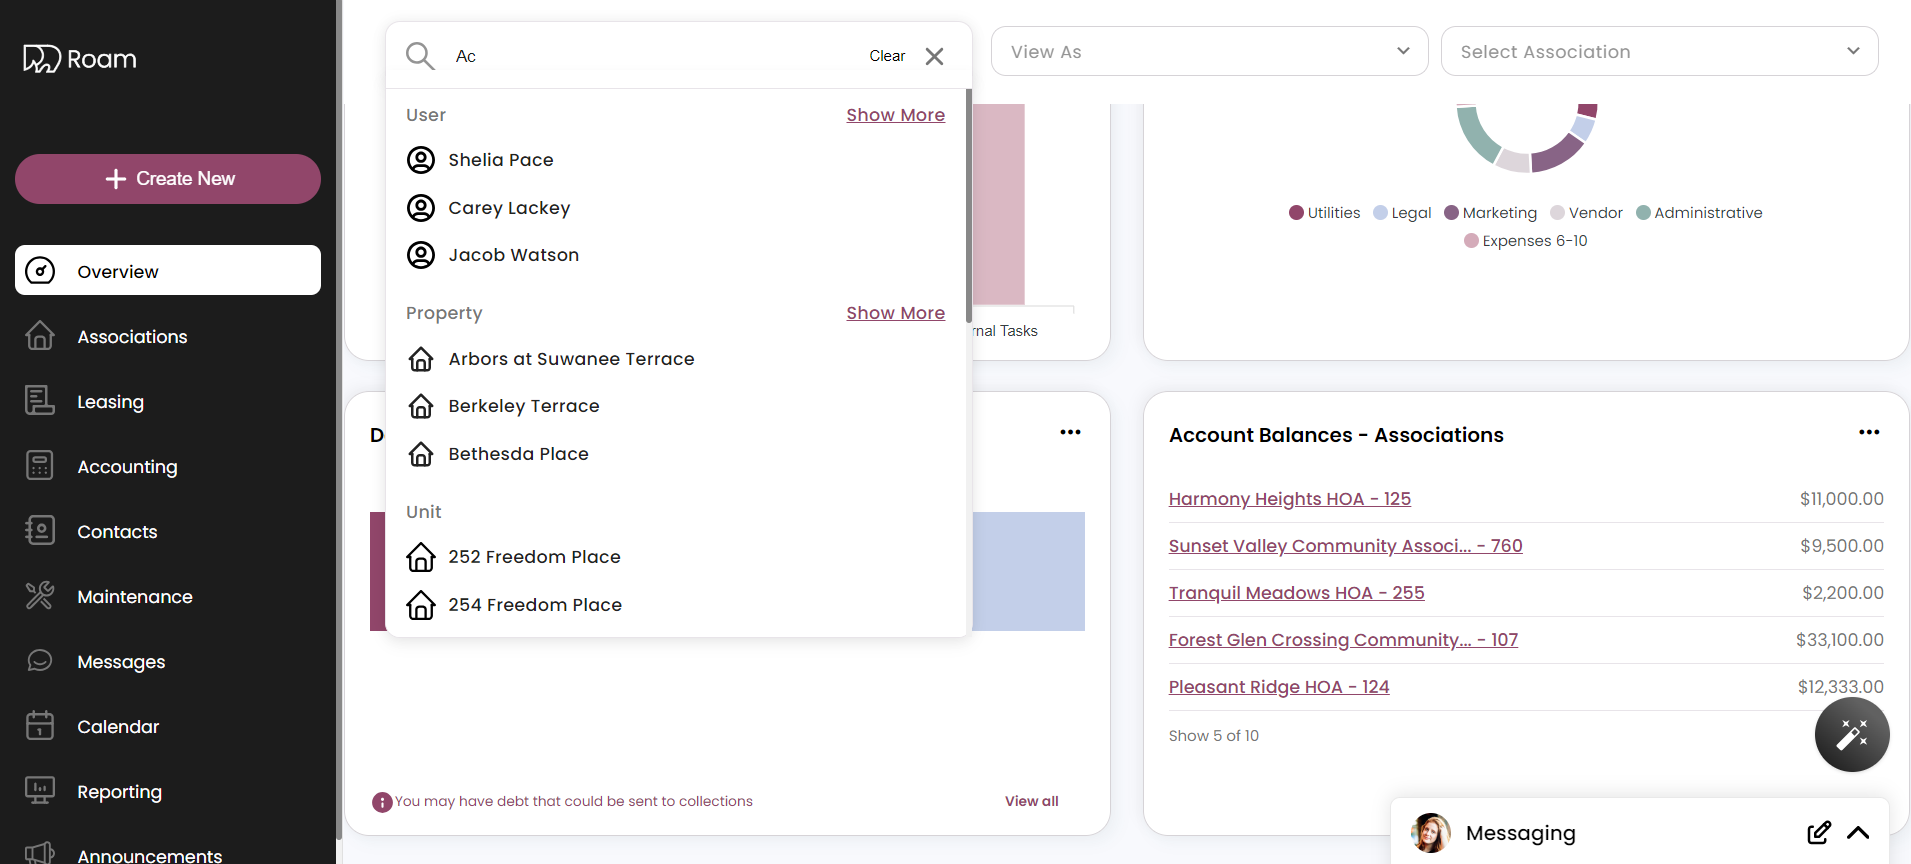 Roam
Create New
Overview
Associations
Leasing
Accounting
Contacts
Maintenance
Messages
Calendar
Reporting
Announcements
Ac
Clear
User
Show More
Shelia Pace
Carey Lackey
Jacob Watson
Property
Show More
Arbors at Suwanee Terrace
Berkeley Terrace
Bethesda Place
Unit
252 Freedom Place
254 Freedom Place
View As
Select Association
Tasks
Utilities Legal Marketing Vendor Administrative
Expenses 6-10
You may have debt that could be sent to collections
View all
Account Balances - Associations
Harmony Heights HOA - 125 $11,000.00
Sunset Valley Community Associ... - 760 $9,500.00
Tranquil Meadows HOA - 255 $2,200.00
Forest Glen Crossing Community... - 107 $33,100.00
Pleasant Ridge HOA - 124 $12,333.00
Show 5 of 10
Messaging